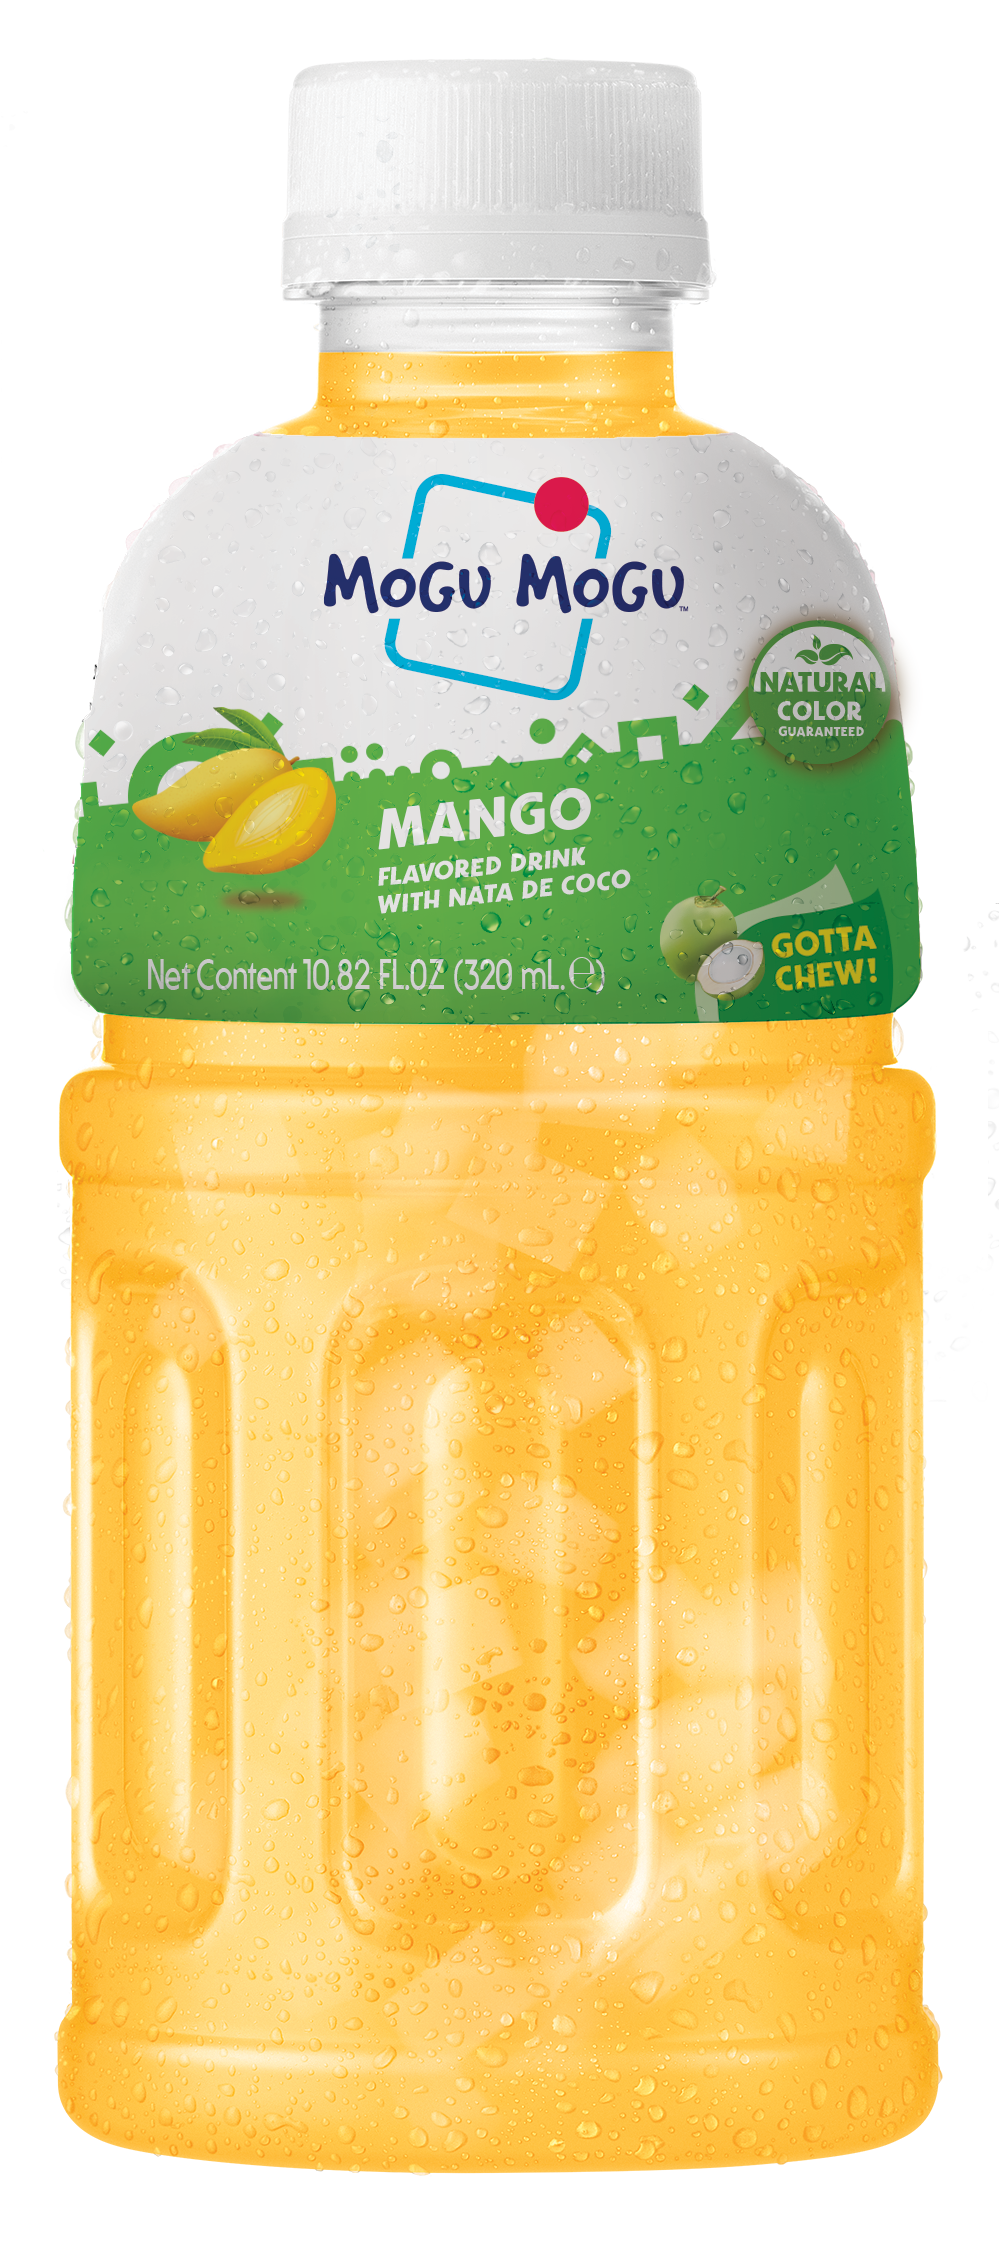 MOGU MOGU™
NATURAL
COLOR
GUARANTEED
MANGO
FLAVORED DRINK
WITH NATA DE COCO
GOTTA
CHEW!
Net Content 10.82 FL.OZ (320 mL.℮)